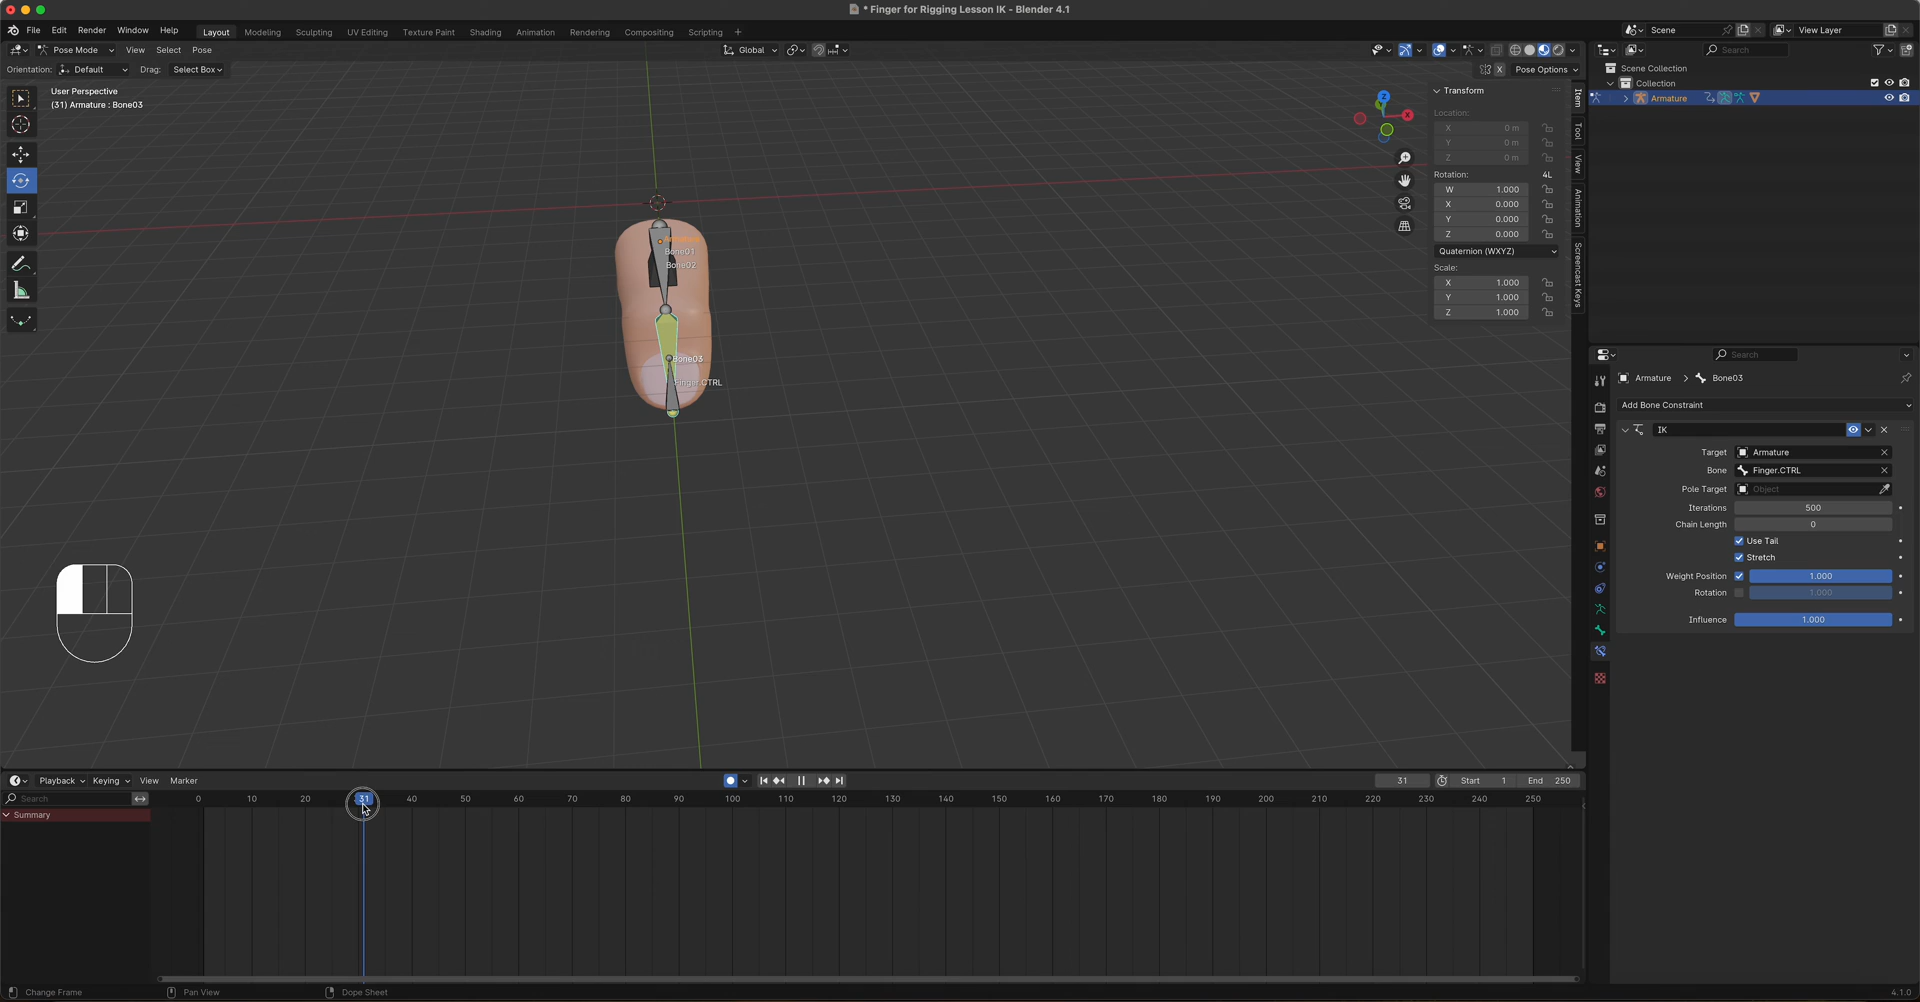 * Finger for Rigging Lesson IK - Blender 4.1
File Edit Render Window Help Layout Modeling Sculpting UV Editing Texture Paint Shading Animation Rendering Compositing Scripting + Scene View Layer
Pose Mode View Select Pose Global Search
Orientation: Default Drag: Select Box X Pose Options
User Perspective
(31) Armature : Bone03
Bone01
Bone02
Bone03
Finger.CTRL
Z
X
Transform
Location:
X 0 m
Y 0 m
Z 0 m
Rotation: 4L
W 1.000
X 0.000
Y 0.000
Z 0.000
Quaternion (WXYZ)
Scale:
X 1.000
Y 1.000
Z 1.000
Item
Tool
View
Animation
Screencast Keys
Scene Collection
Collection
Armature
Search
Armature > Bone03
Add Bone Constraint
IK
Target Armature
Bone Finger.CTRL
Pole Target Object
Iterations 500
Chain Length 0
Use Tail
Stretch
Weight Position 1.000
Rotation 1.000
Influence 1.000
Playback Keying View Marker 31 Start 1 End 250
Search 0 10 20 31 40 50 60 70 80 90 100 110 120 130 140 150 160 170 180 190 200 210 220 230 240 250
Summary
Change Frame Pan View Dope Sheet 4.1.0